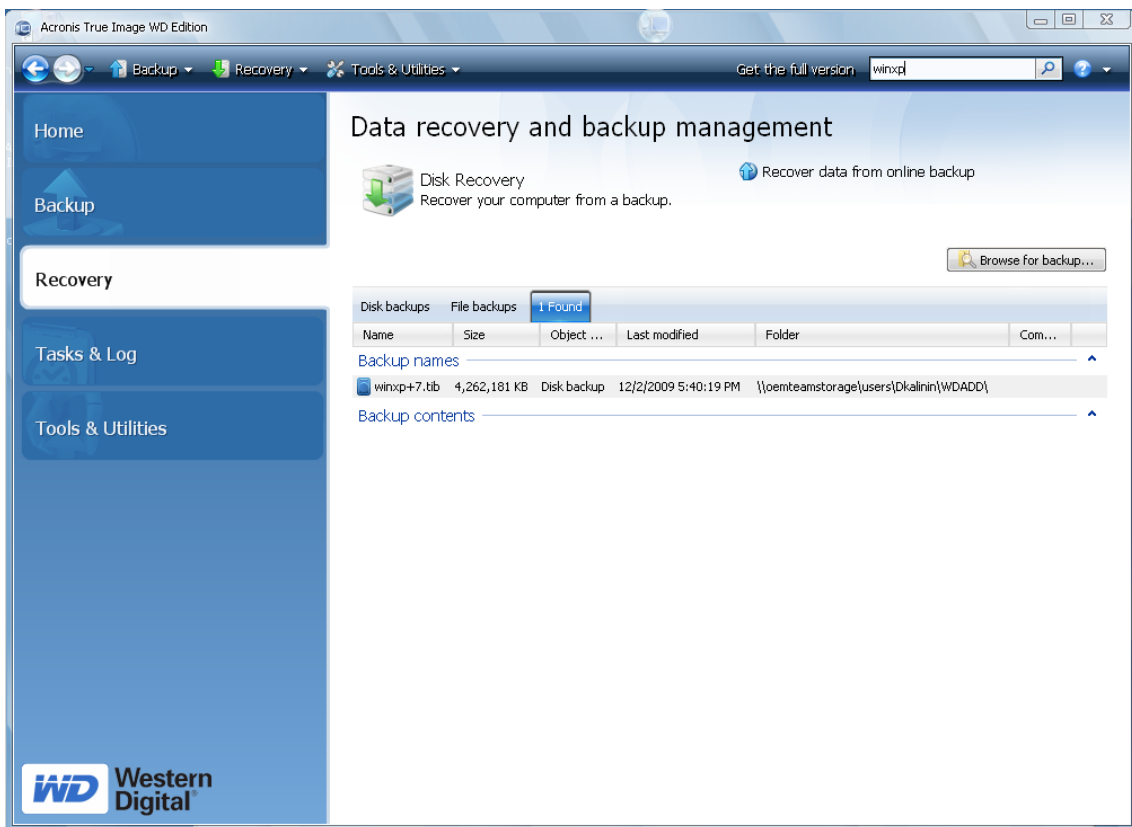 Acronis True Image WD Edition
Backup Recovery Tools & Utilities Get the full version winxp
Home
Backup
Recovery
Tasks & Log
Tools & Utilities
Data recovery and backup management
Disk Recovery
Recover your computer from a backup.
Recover data from online backup
Browse for backup...
Disk backups File backups 1 Found
Name Size Object ... Last modified Folder Com...
Backup names
winxp+7.tib 4,262,181 KB Disk backup 12/2/2009 5:40:19 PM \\oemteamstorage\users\Dkalinin\WDADD\
Backup contents
WD Western
Digital®